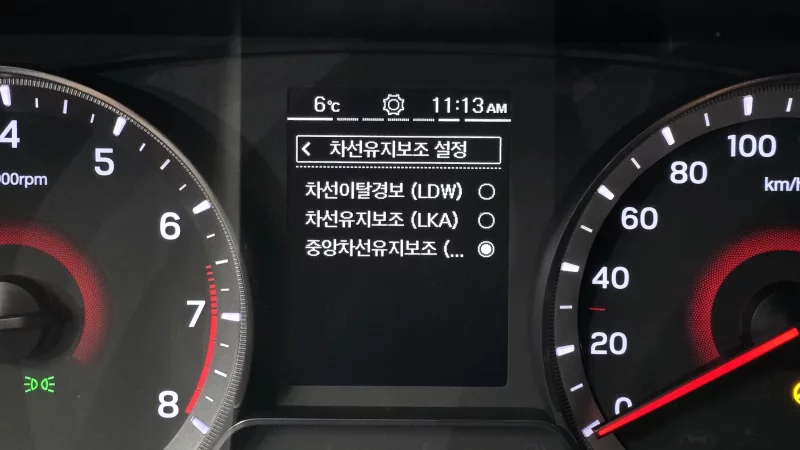 6℃ 11:13 AM
< 차선유지보조 설정
차선이탈경보 (LDW)
차선유지보조 (LKA)
중앙차선유지보조 (...
4
5
6
7
8
000rpm
100
80
60
40
20
0
km/h